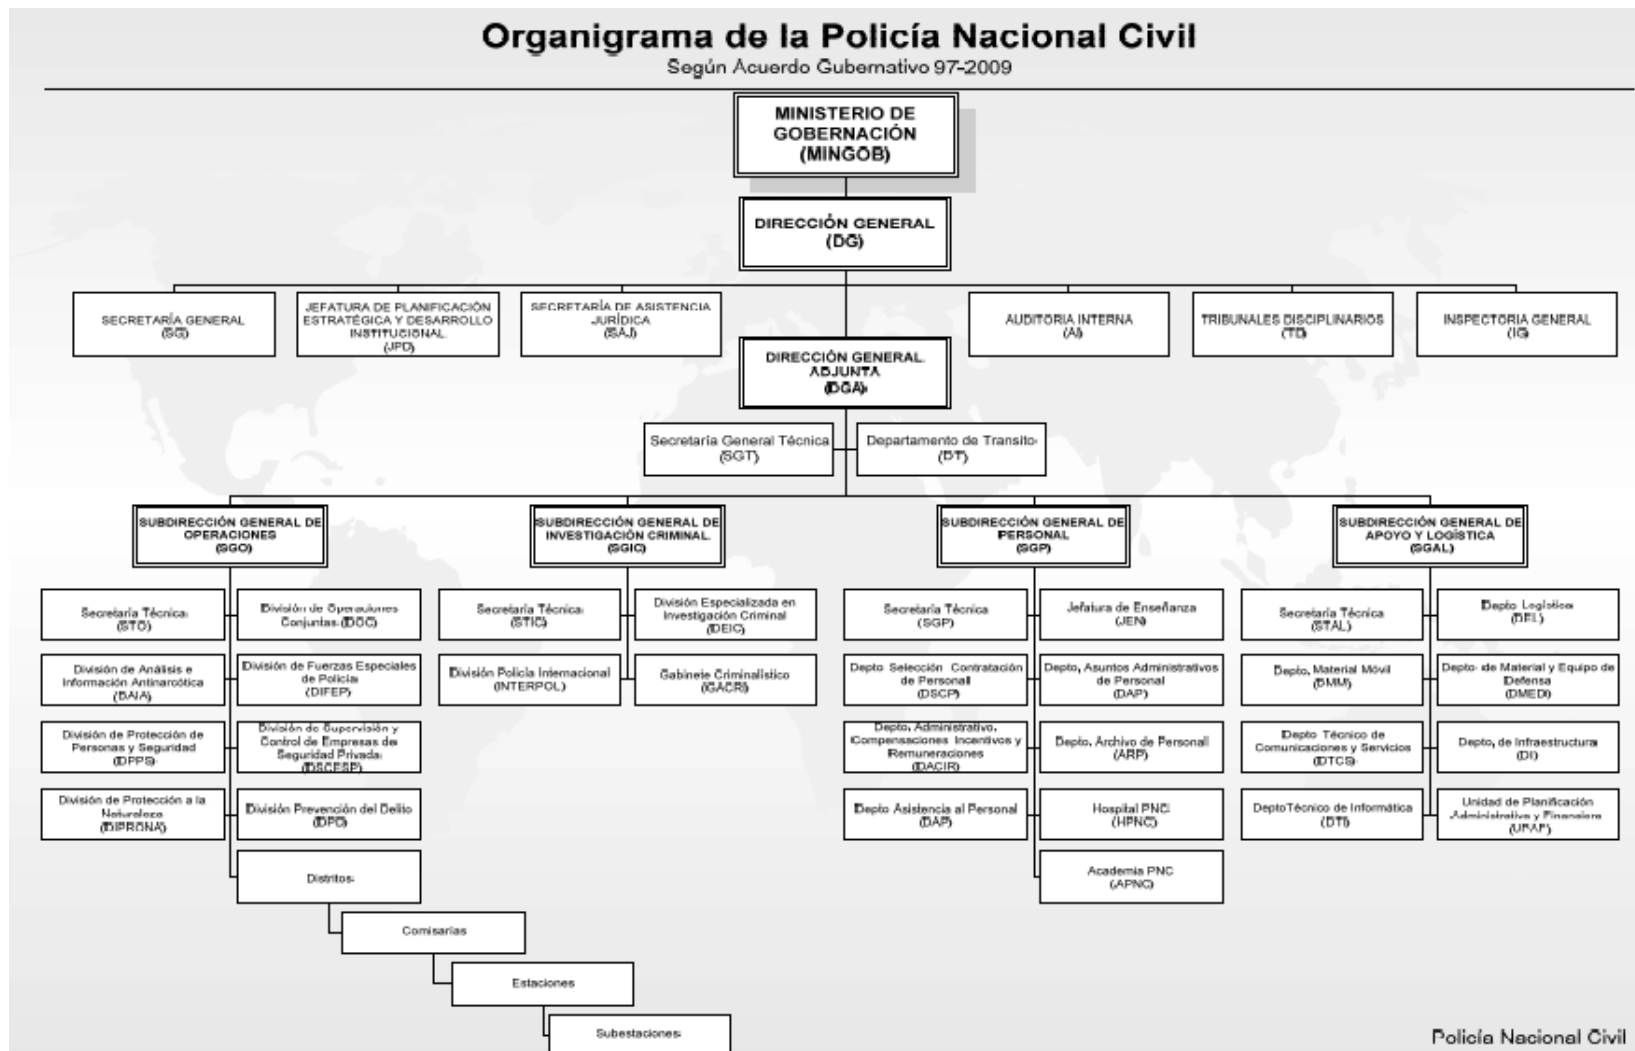 Organigrama de la Policía Nacional Civil
Según Acuerdo Gubernativo 97-2009
MINISTERIO DE
GOBERNACIÓN
(MINGOB)
DIRECCIÓN GENERAL
(DG)
SECRETARÍA GENERAL
(SG)
JEFATURA DE PLANIFICACIÓN
ESTRATÉGICA Y DESARROLLO
INSTITUCIONAL
(JPD)
SECRETARÍA DE ASISTENCIA
JURÍDICA
(SAJ)
AUDITORIA INTERNA
(AI)
TRIBUNALES DISCIPLINARIOS
(TD)
INSPECTORIA GENERAL
(IG)
DIRECCIÓN GENERAL
ADJUNTA
(DGA)
Secretaría General Técnica
(SGT)
Departamento de Transito
(DT)
SUBDIRECCIÓN GENERAL DE
OPERACIONES
(SGO)
SUBDIRECCIÓN GENERAL DE
INVESTIGACIÓN CRIMINAL
(SGIC)
SUBDIRECCIÓN GENERAL DE
PERSONAL
(SGP)
SUBDIRECCIÓN GENERAL DE
APOYO Y LOGÍSTICA
(SGAL)
Secretaría Técnica
(STO)
División de Operaciones
Conjuntas (DOC)
División de Análisis e
Información Antinarcótica
(DAIA)
División de Fuerzas Especiales
de Policía
(DIFEP)
División de Protección de
Personas y Seguridad
(DPPS)
División de Supervisión y
Control de Empresas de
Seguridad Privada
(DSCESP)
División de Protección a la
Naturaleza
(DIPRONA)
División Prevención del Delito
(DPD)
Distritos
Comisarías
Estaciones
Subestaciones
Secretaría Técnica
(STIC)
División Especializada en
Investigación Criminal
(DEIC)
División Policía Internacional
(INTERPOL)
Gabinete Criminalístico
(GACRI)
Secretaría Técnica
(SGP)
Jefatura de Enseñanza
(JEN)
Depto Selección Contratación
de Personal
(DSCP)
Depto. Asuntos Administrativos
de Personal
(DAP)
Depto. Administrativo,
Compensaciones Incentivos y
Remuneraciones
(DACIR)
Depto. Archivo de Personal
(ARP)
Depto Asistencia al Personal
(DAP)
Hospital PNC
(HPNC)
Academia PNC
(APNC)
Secretaría Técnica
(STAL)
Depto Logística
(DEL)
Depto. Material Móvil
(DMM)
Depto. de Material y Equipo de
Defensa
(DMEDI)
Depto Técnico de
Comunicaciones y Servicios
(DTCS)
Depto. de Infraestructura
(DI)
Depto Técnico de Informática
(DTI)
Unidad de Planificación
Administrativa y Financiera
(UPAF)
Policía Nacional Civil